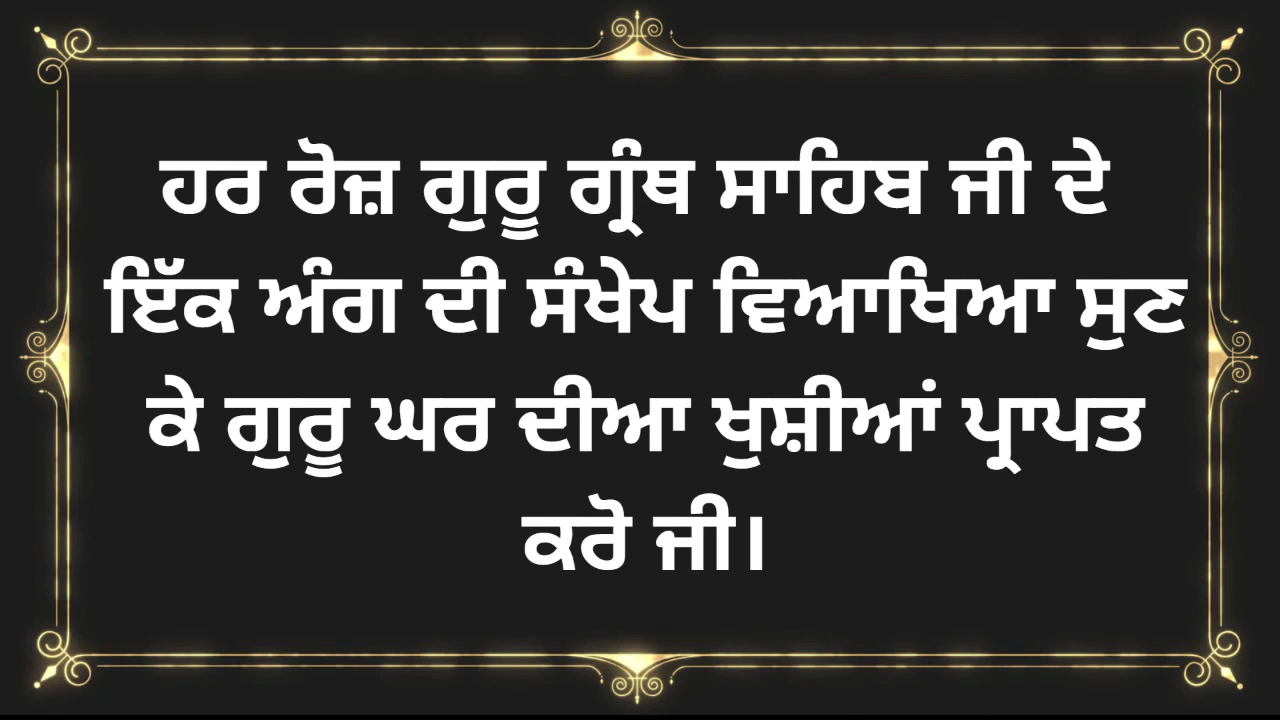 ਹਰ ਰੋਜ਼ ਗੁਰੂ ਗ੍ਰੰਥ ਸਾਹਿਬ ਜੀ ਦੇ
ਇੱਕ ਅੰਗ ਦੀ ਸੰਖੇਪ ਵਿਆਖਿਆ ਸੁਣ
ਕੇ ਗੁਰੂ ਘਰ ਦੀਆ ਖੁਸ਼ੀਆਂ ਪ੍ਰਾਪਤ
ਕਰੋ ਜੀ।